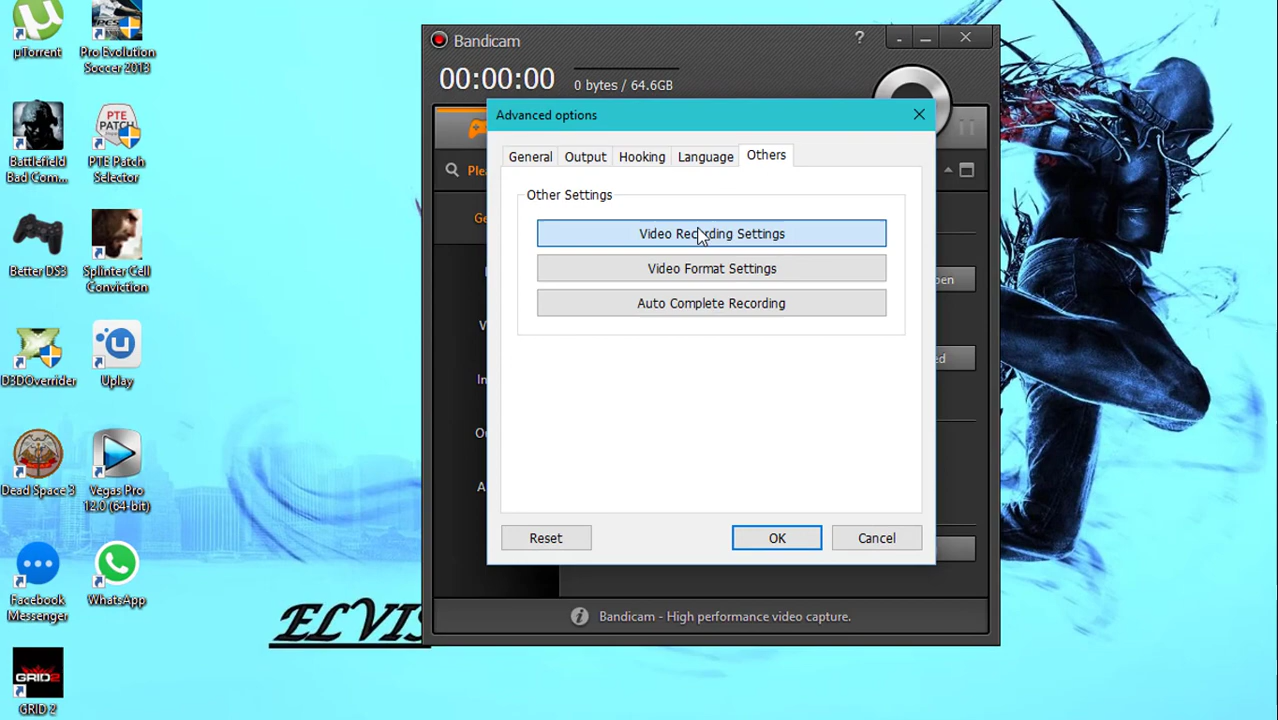 µTorrent
Pro Evolution
Soccer 2013
Battlefield
Bad Com...
PTE
PATCH
PTE Patch
Selector
Better DS3
Splinter Cell
Conviction
D3DOverrider
Uplay
Dead Space 3
Vegas Pro
12.0 (64-bit)
Facebook
Messenger
WhatsApp
GRID2
GRID 2
ELVIS
Bandicam
?
00:00:00
0 bytes / 64.6GB
Advanced options
General
Output
Hooking
Language
Others
Other Settings
Video Recording Settings
Video Format Settings
Auto Complete Recording
Reset
OK
Cancel
Bandicam - High performance video capture.